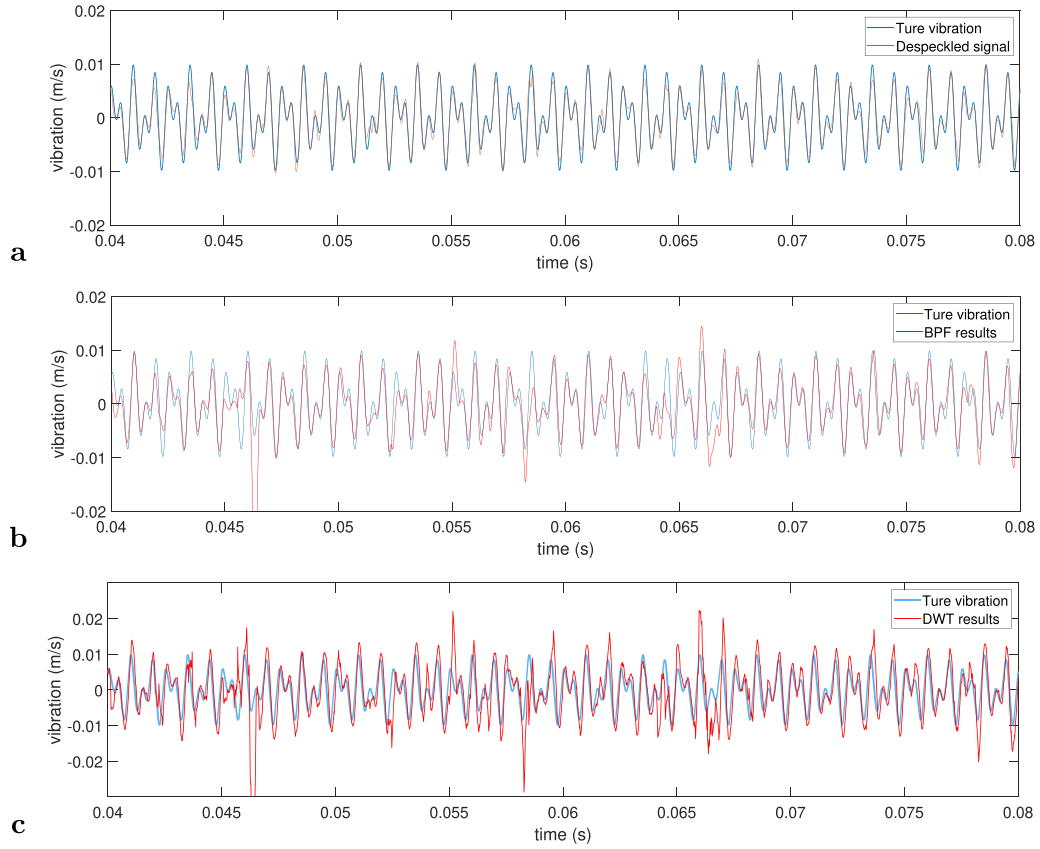 0.02
0.01
0
-0.01
-0.02
vibration (m/s)
Ture vibration
Despeckled signal
0.04 0.045 0.05 0.055 0.06 0.065 0.07 0.075 0.08
time (s)
a
0.02
0.01
0
-0.01
-0.02
vibration (m/s)
Ture vibration
BPF results
0.04 0.045 0.05 0.055 0.06 0.065 0.07 0.075 0.08
time (s)
b
0.02
0.01
0
-0.01
-0.02
vibration (m/s)
Ture vibration
DWT results
0.04 0.045 0.05 0.055 0.06 0.065 0.07 0.075 0.08
time (s)
c